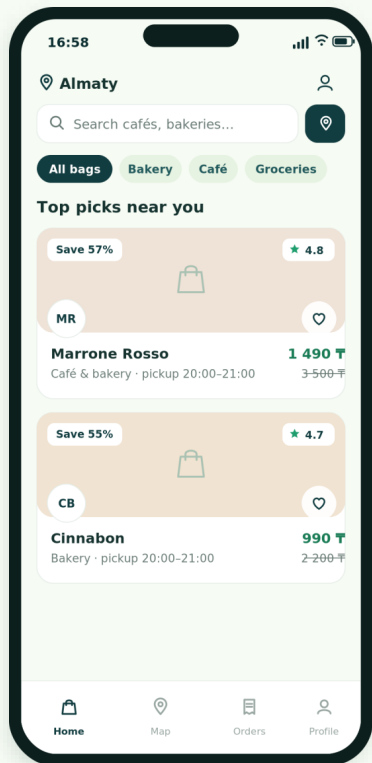 16:58
Almaty
Search cafés, bakeries...
All bags Bakery Café Groceries
Top picks near you
Save 57% ★ 4.8
MR
Marrone Rosso 1 490 ₸
Café & bakery · pickup 20:00–21:00 3 500 ₸
Save 55% ★ 4.7
CB
Cinnabon 990 ₸
Bakery · pickup 20:00–21:00 2 200 ₸
Home Map Orders Profile